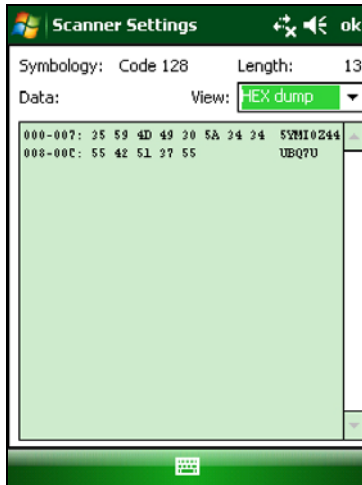 Scanner Settings ok
Symbology: Code 128 Length: 13
Data: View: HEX dump
000-007: 35 59 4D 49 30 5A 34 34 5YMI0Z44
008-00C: 55 42 51 37 55 UBQ7U